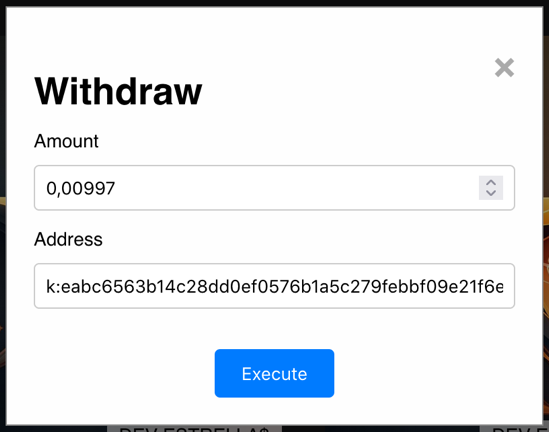 ×
Withdraw
Amount
0,00997
Address
k:eabc6563b14c28dd0ef0576b1a5c279febbf09e21f6e
Execute